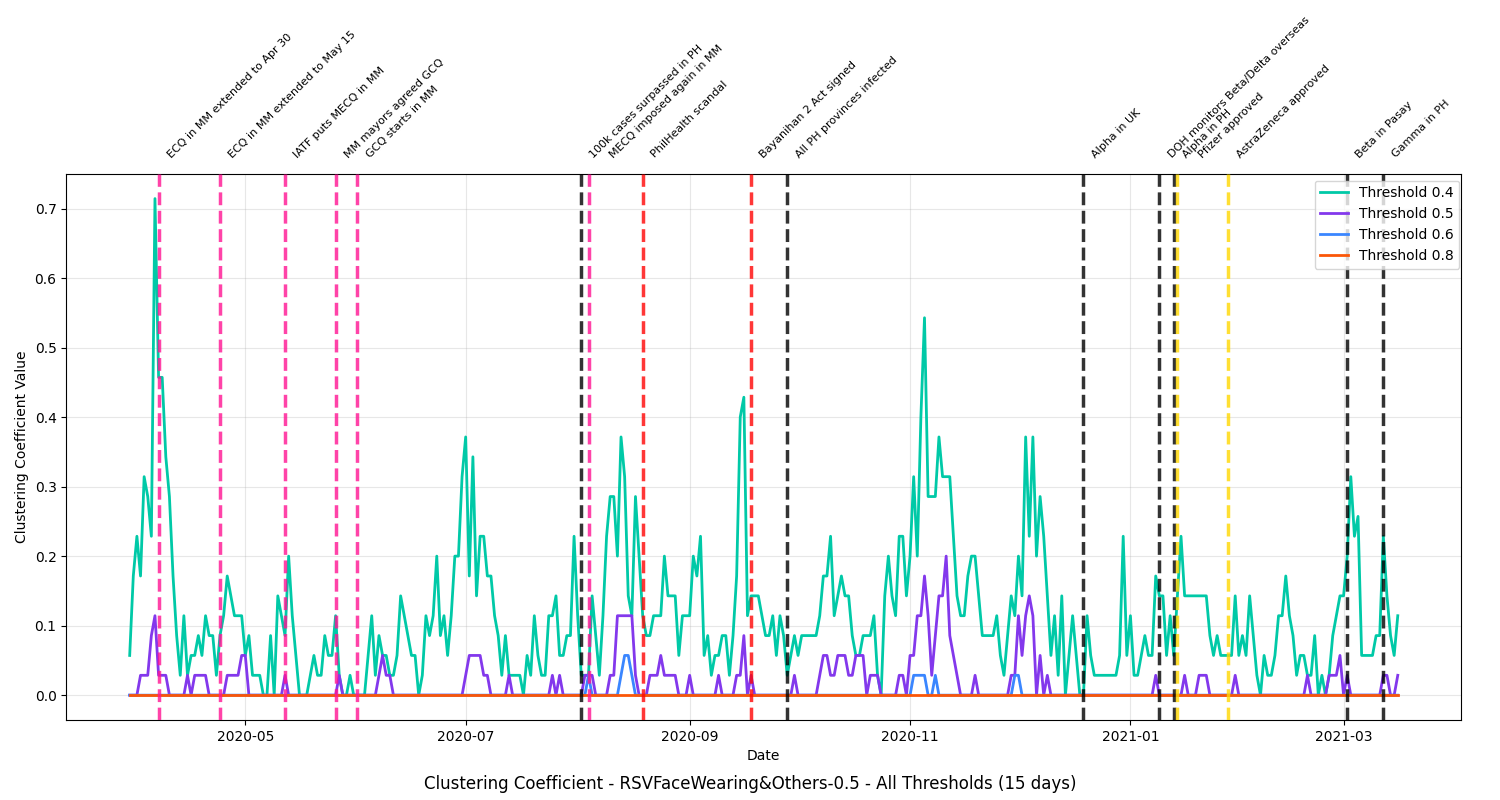 ECQ in MM extended to Apr 30
ECQ in MM extended to May 15
IATF puts MECQ in MM
MM mayors agreed GCQ
GCQ starts in MM
100k cases surpassed in PH
MECQ imposed again in MM
PhilHealth scandal
Bayanihan 2 Act signed
All PH provinces infected
Alpha in UK
DOH monitors Beta/Delta overseas
Alpha in PH
Pfizer approved
AstraZeneca approved
Beta in Pasay
Gamma in PH
Threshold 0.4
Threshold 0.5
Threshold 0.6
Threshold 0.8
Clustering Coefficient Value
0.7
0.6
0.5
0.4
0.3
0.2
0.1
0.0
2020-05
2020-07
2020-09
2020-11
2021-01
2021-03
Date
Clustering Coefficient - RSVFaceWearing&Others-0.5 - All Thresholds (15 days)